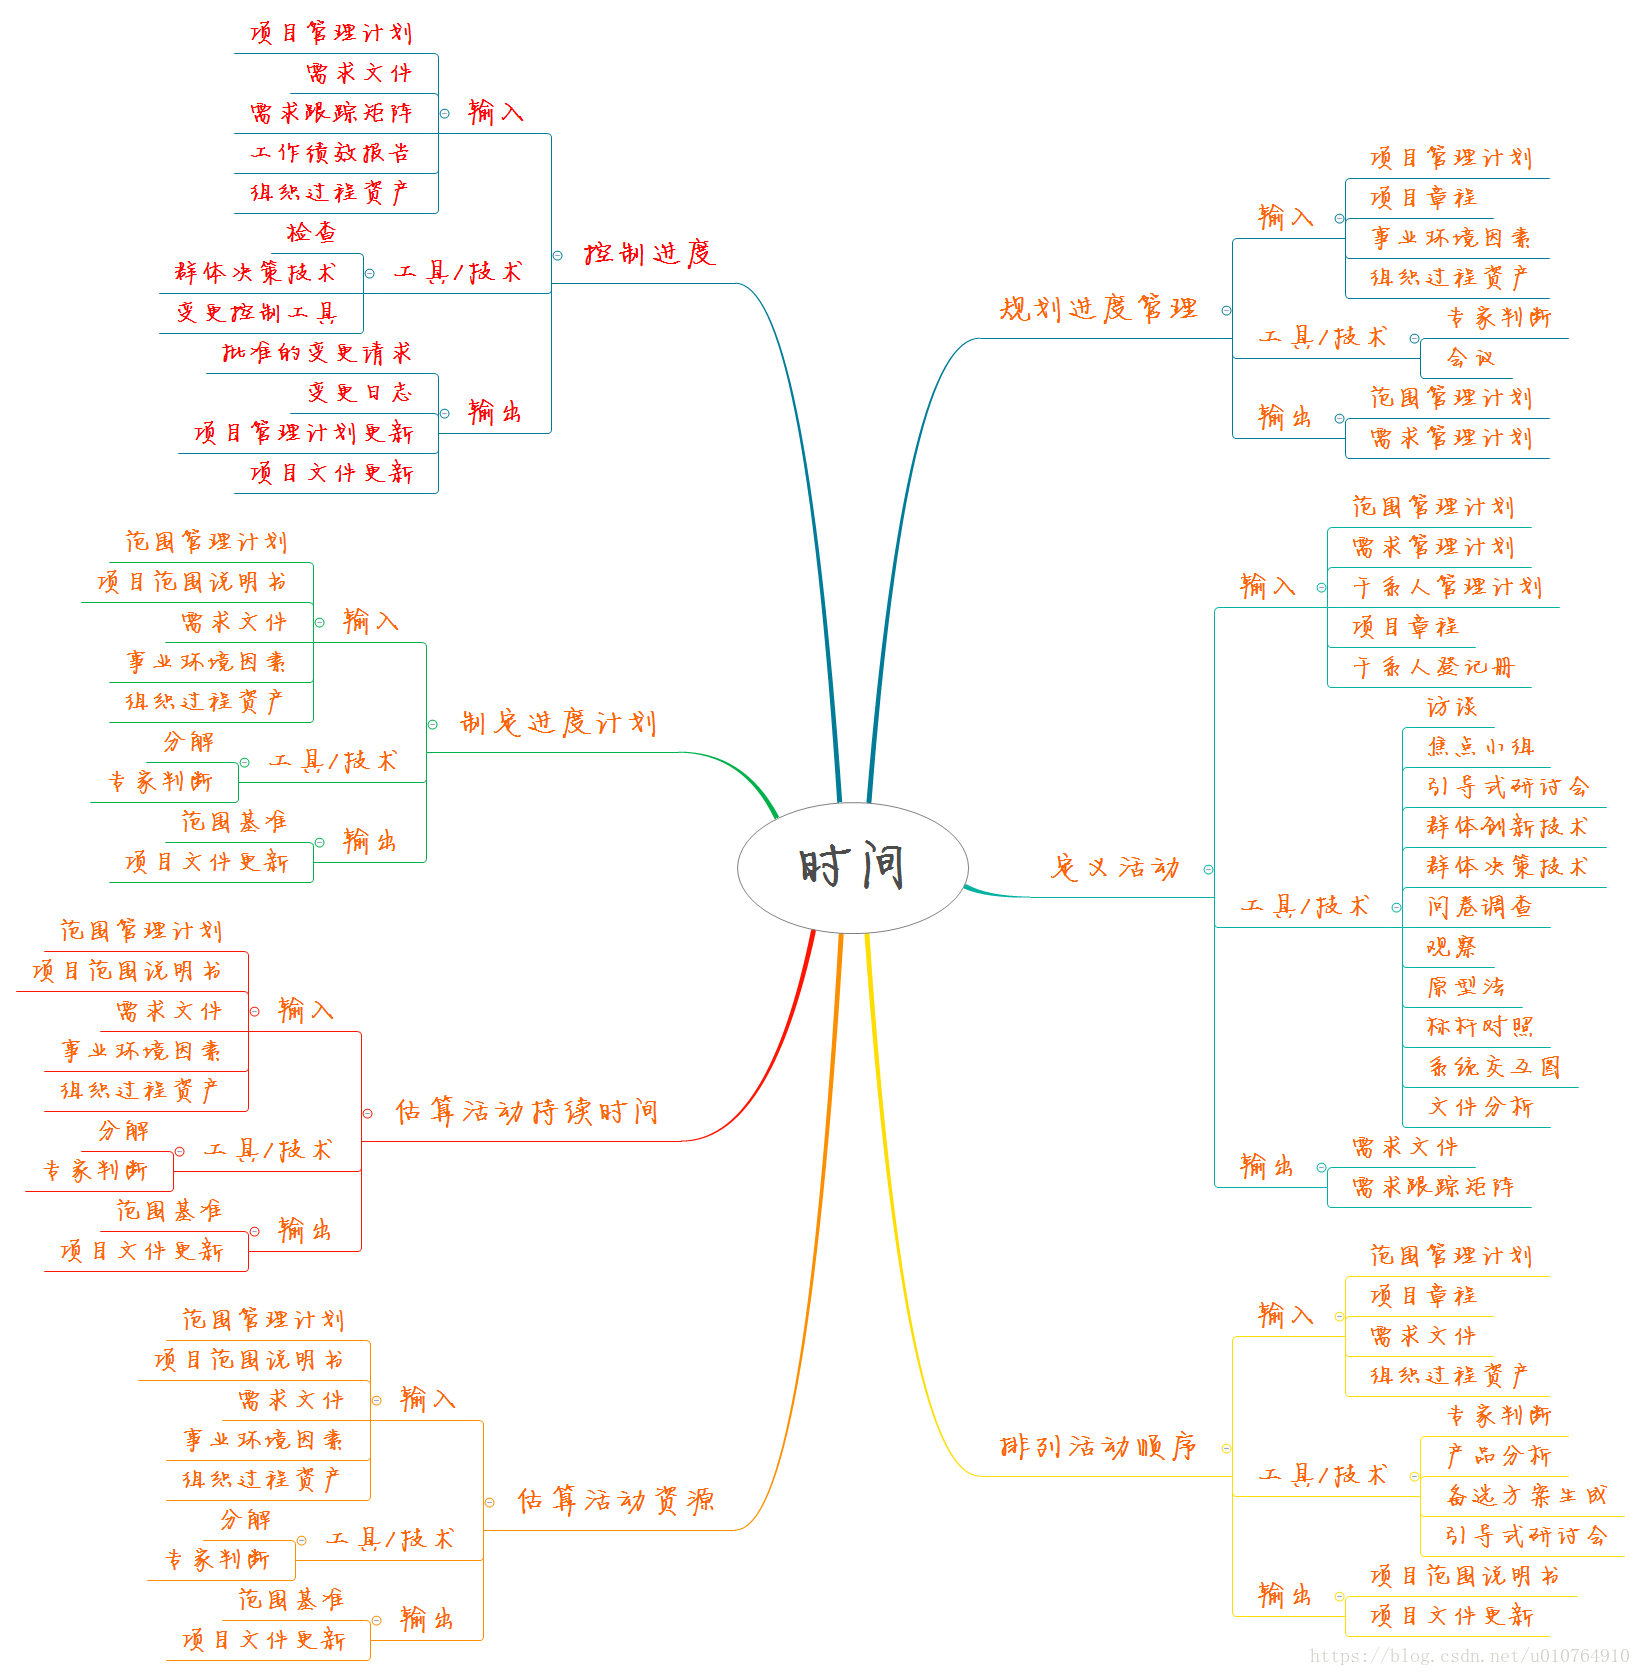 时间
规划进度管理
输入
项目管理计划
项目章程
事业环境因素
组织过程资产
工具/技术
专家判断
会议
输出
范围管理计划
需求管理计划
定义活动
输入
范围管理计划
需求管理计划
干系人管理计划
项目章程
干系人登记册
工具/技术
访谈
焦点小组
引导式研讨会
群体创新技术
群体决策技术
问卷调查
观察
原型法
标杆对照
系统交互图
文件分析
输出
需求文件
需求跟踪矩阵
排列活动顺序
输入
范围管理计划
项目章程
需求文件
组织过程资产
工具/技术
专家判断
产品分析
备选方案生成
引导式研讨会
输出
项目范围说明书
项目文件更新
控制进度
输入
项目管理计划
需求文件
需求跟踪矩阵
工作绩效报告
组织过程资产
工具/技术
检查
群体决策技术
变更控制工具
输出
批准的变更请求
变更日志
项目管理计划更新
项目文件更新
制定进度计划
输入
范围管理计划
项目范围说明书
需求文件
事业环境因素
组织过程资产
工具/技术
分解
专家判断
输出
范围基准
项目文件更新
估算活动持续时间
输入
范围管理计划
项目范围说明书
需求文件
事业环境因素
组织过程资产
工具/技术
分解
专家判断
输出
范围基准
项目文件更新
估算活动资源
输入
范围管理计划
项目范围说明书
需求文件
事业环境因素
组织过程资产
工具/技术
分解
专家判断
输出
范围基准
项目文件更新
https://blog.csdn.net/u010764910